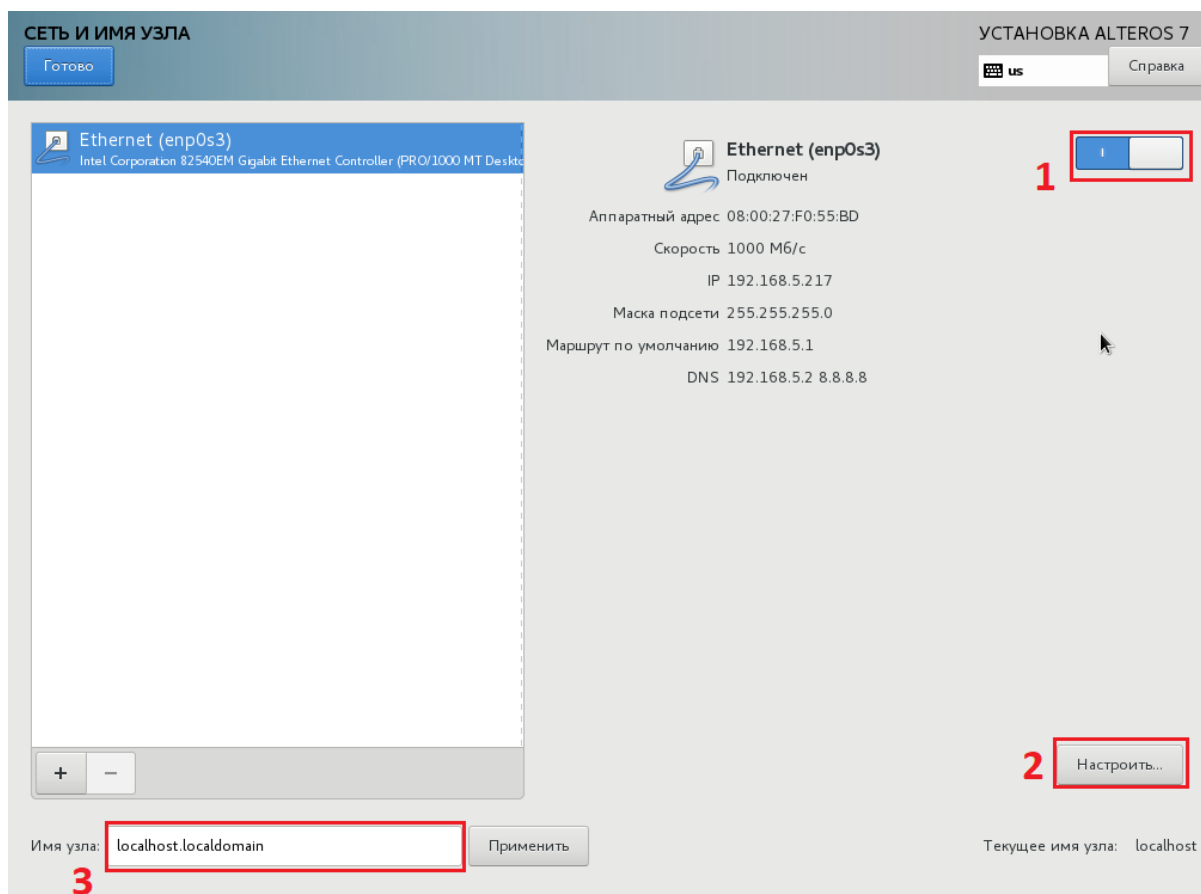 СЕТЬ И ИМЯ УЗЛА
УСТАНОВКА ALTEROS 7
Готово
us
Справка
Ethernet (enp0s3)
Intel Corporation 82540EM Gigabit Ethernet Controller (PRO/1000 MT Deskto
Ethernet (enp0s3)
Подключен
1
Аппаратный адрес 08:00:27:F0:55:BD
Скорость 1000 Мб/с
IP 192.168.5.217
Маска подсети 255.255.255.0
Маршрут по умолчанию 192.168.5.1
DNS 192.168.5.2 8.8.8.8
+ −
2
Настроить...
Имя узла: localhost.localdomain
Применить
Текущее имя узла: localhost
3